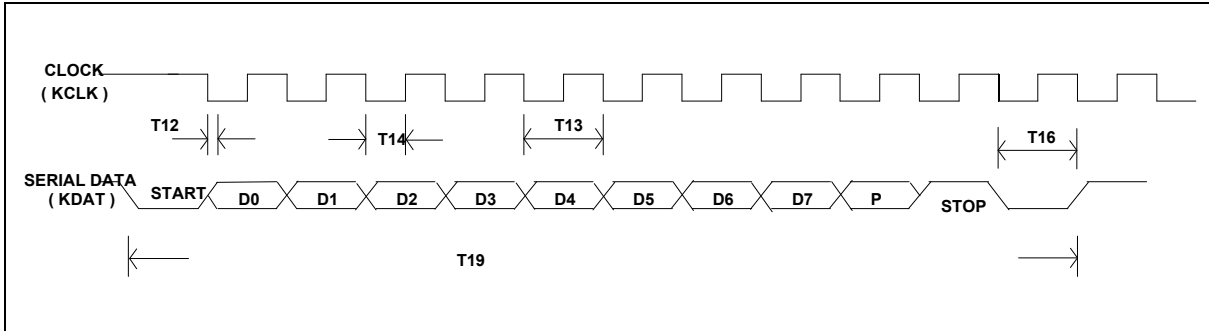 CLOCK
( KCLK )
T12
T14
T13
T16
SERIAL DATA
( KDAT )
START
D0
D1
D2
D3
D4
D5
D6
D7
P
STOP
T19